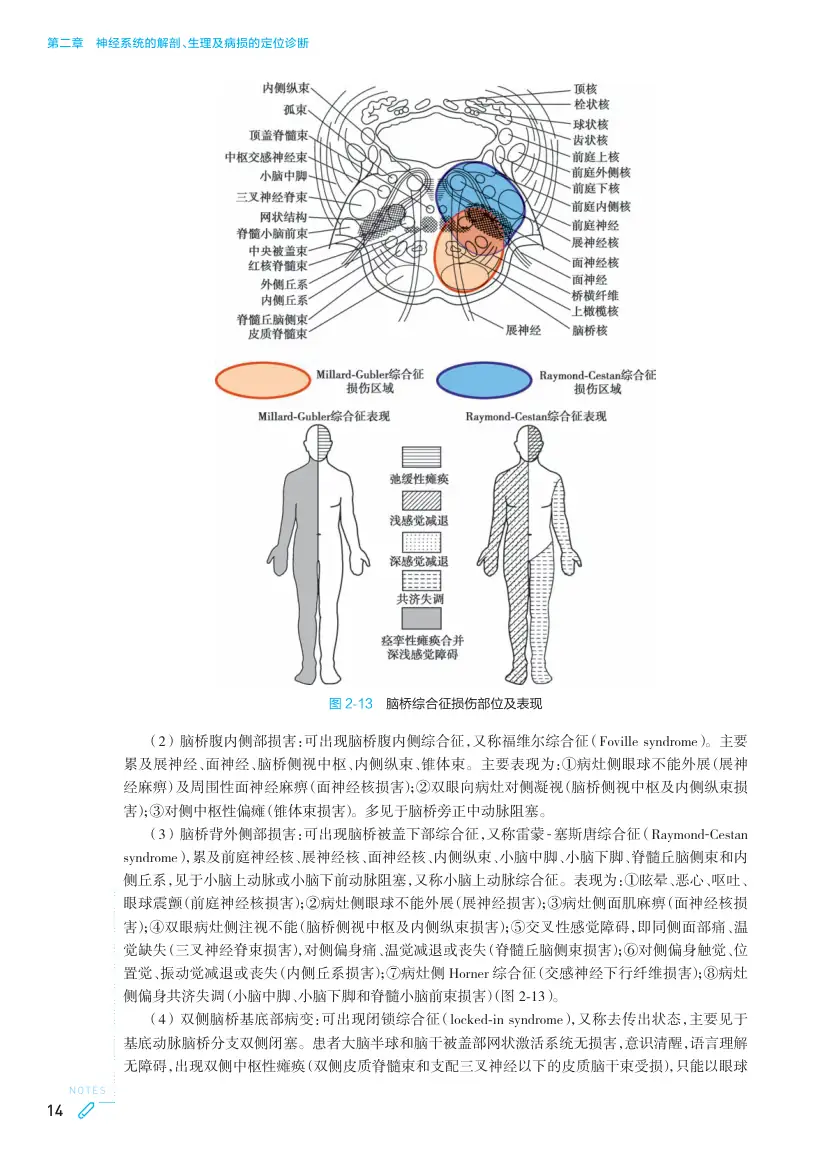 第二章 神经系统的解剖、生理及病损的定位诊断
内侧纵束
孤束
顶盖脊髓束
中枢交感神经束
小脑中脚
三叉神经脊束
网状结构
脊髓小脑前束
中央被盖束
红核脊髓束
外侧丘系
内侧丘系
脊髓丘脑侧束
皮质脊髓束
顶核
栓状核
球状核
齿状核
前庭上核
前庭外侧核
前庭下核
前庭内侧核
前庭神经
展神经核
面神经核
面神经
桥横纤维
上橄榄核
脑桥核
展神经
Millard-Gubler综合征
损伤区域
Raymond-Cestan综合征
损伤区域
Millard-Gubler综合征表现
Raymond-Cestan综合征表现
弛缓性瘫痪
浅感觉减退
深感觉减退
共济失调
痉挛性瘫痪合并
深浅感觉障碍
图 2-13 脑桥综合征损伤部位及表现
（2）脑桥腹内侧部损害:可出现脑桥腹内侧综合征,又称福维尔综合征(Foville syndrome)。主要
累及展神经、面神经、脑桥侧视中枢、内侧纵束、锥体束。主要表现为:①病灶侧眼球不能外展(展神
经麻痹)及周围性面神经麻痹(面神经核损害);②双眼向病灶对侧凝视(脑桥侧视中枢及内侧纵束损
害);③对侧中枢性偏瘫(锥体束损害)。多见于脑桥旁正中动脉阻塞。
（3）脑桥背外侧部损害:可出现脑桥被盖下部综合征,又称雷蒙-塞斯唐综合征(Raymond-Cestan
syndrome),累及前庭神经核、展神经核、面神经核、内侧纵束、小脑中脚、小脑下脚、脊髓丘脑侧束和内
侧丘系,见于小脑上动脉或小脑下前动脉阻塞,又称小脑上动脉综合征。表现为:①眩晕、恶心、呕吐、
眼球震颤(前庭神经核损害);②病灶侧眼球不能外展(展神经损害);③病灶侧面肌麻痹(面神经核损
害);④双眼病灶侧注视不能(脑桥侧视中枢及内侧纵束损害);⑤交叉性感觉障碍,即同侧面部痛、温
觉缺失(三叉神经脊束损害),对侧偏身痛、温觉减退或丧失(脊髓丘脑侧束损害);⑥对侧偏身触觉、位
置觉、振动觉减退或丧失(内侧丘系损害);⑦病灶侧 Horner 综合征(交感神经下行纤维损害);⑧病灶
侧偏身共济失调(小脑中脚、小脑下脚和脊髓小脑前束损害)(图 2-13)。
（4）双侧脑桥基底部病变:可出现闭锁综合征(locked-in syndrome),又称去传出状态,主要见于
基底动脉脑桥分支双侧闭塞。患者大脑半球和脑干被盖部网状激活系统无损害,意识清醒,语言理解
无障碍,出现双侧中枢性瘫痪(双侧皮质脊髓束和支配三叉神经以下的皮质脑干束受损),只能以眼球
NOTES
14